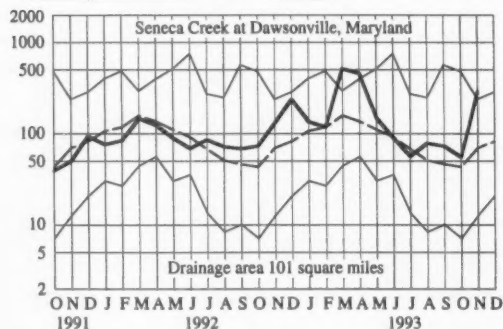 2000
1000
500
100
50
10
5
2
Seneca Creek at Dawsonville, Maryland
Drainage area 101 square miles
O N D J F M A M J J A S O N D J F M A M J J A S O N D
1991 1992 1993